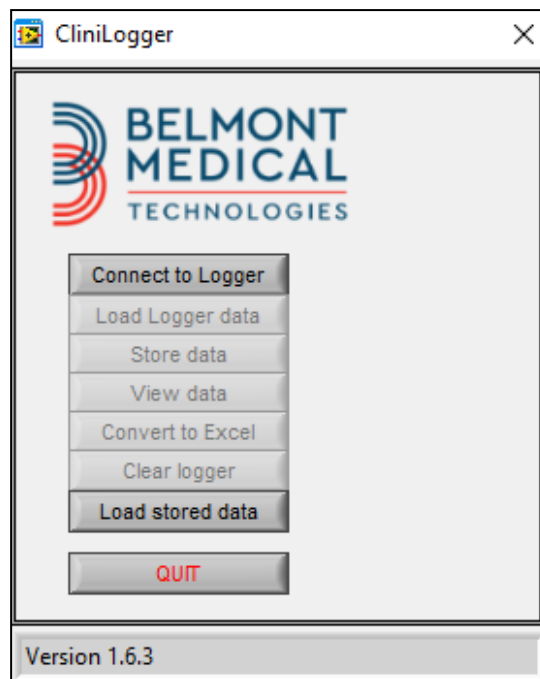 CliniLogger
BELMONT
MEDICAL
TECHNOLOGIES
Connect to Logger
Load Logger data
Store data
View data
Convert to Excel
Clear logger
Load stored data
QUIT
Version 1.6.3